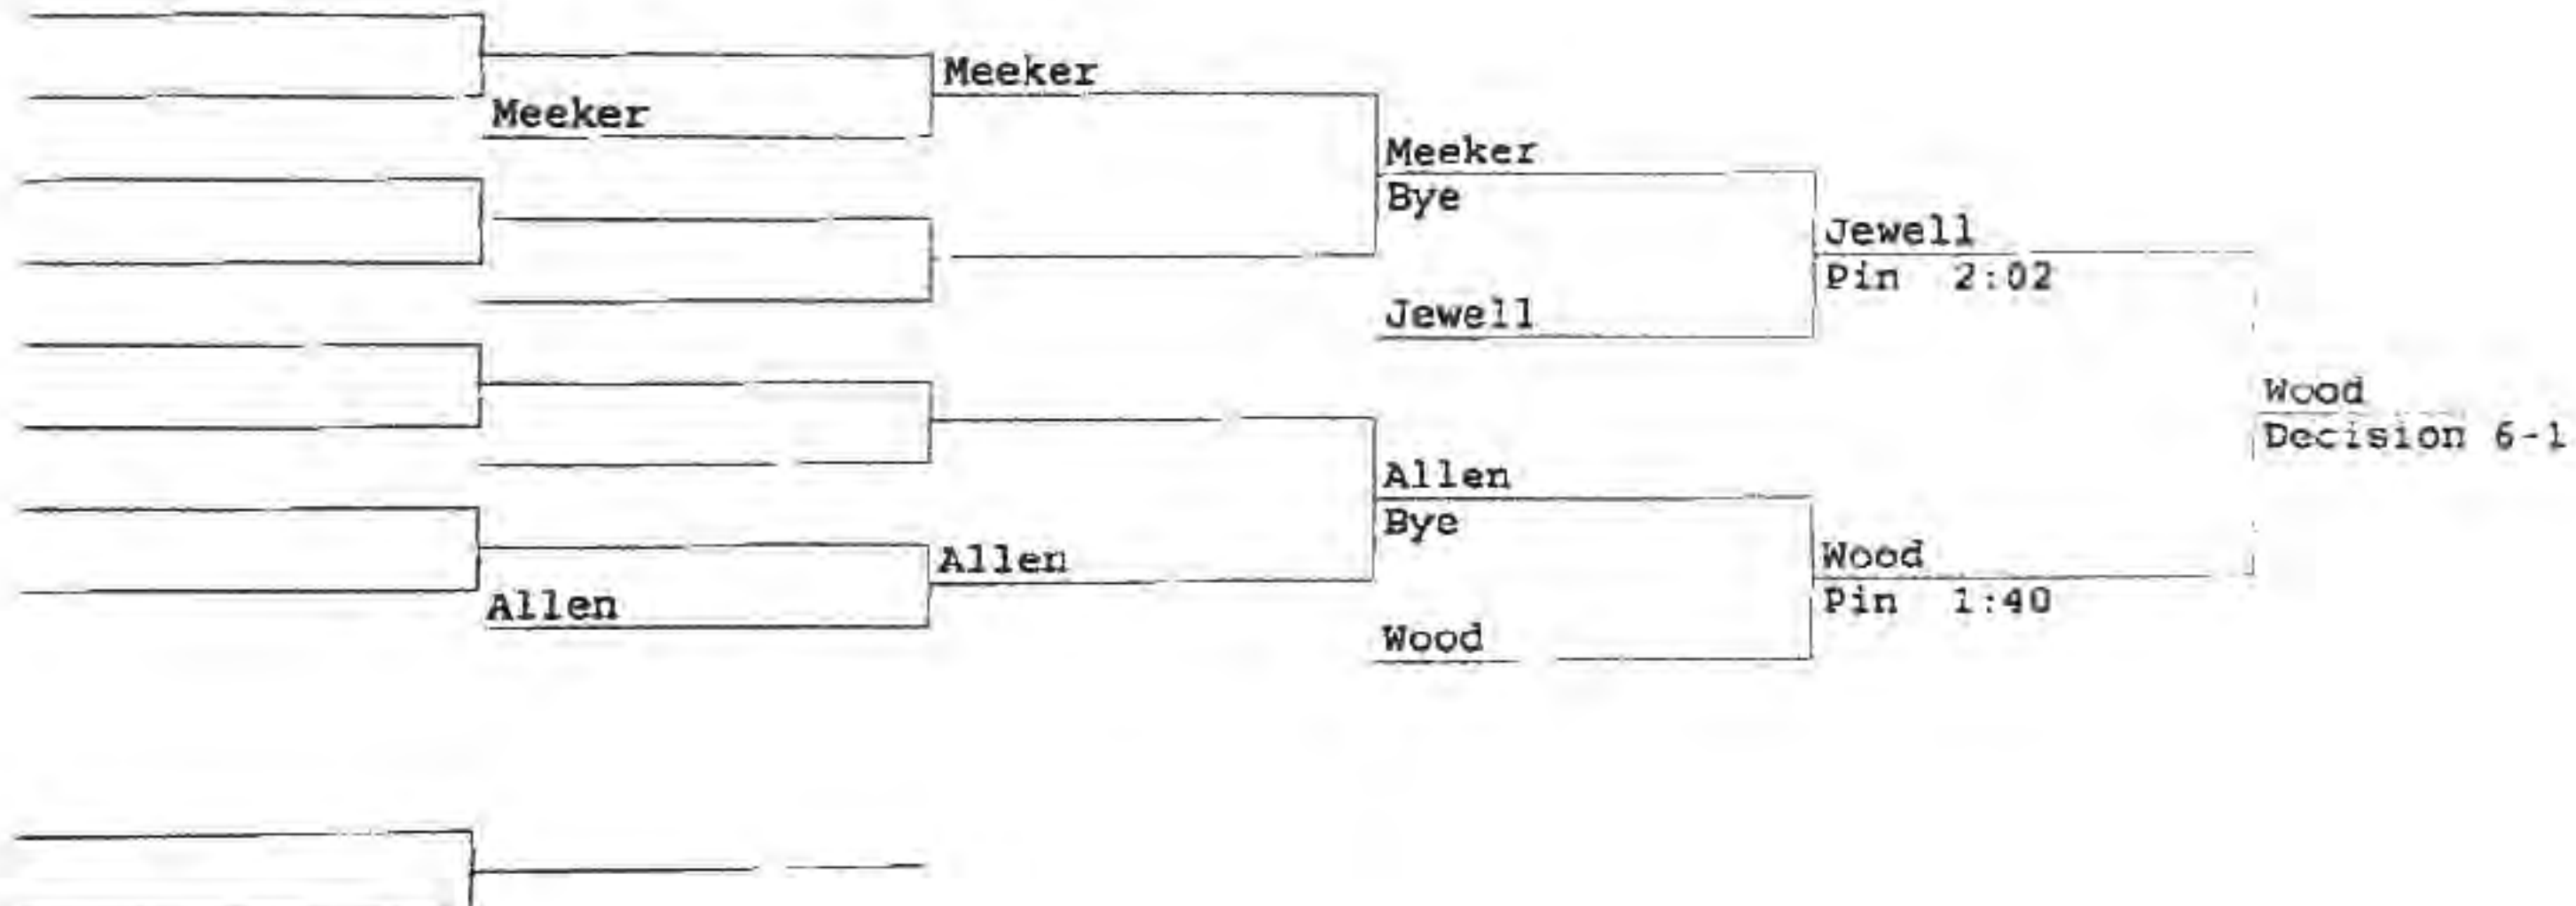 Meeker
Meeker
Meeker
Bye
Jewell
Pin 2:02
Jewell
Wood
Decision 6-1
Allen
Bye
Allen
Wood
Pin 1:40
Allen
Wood